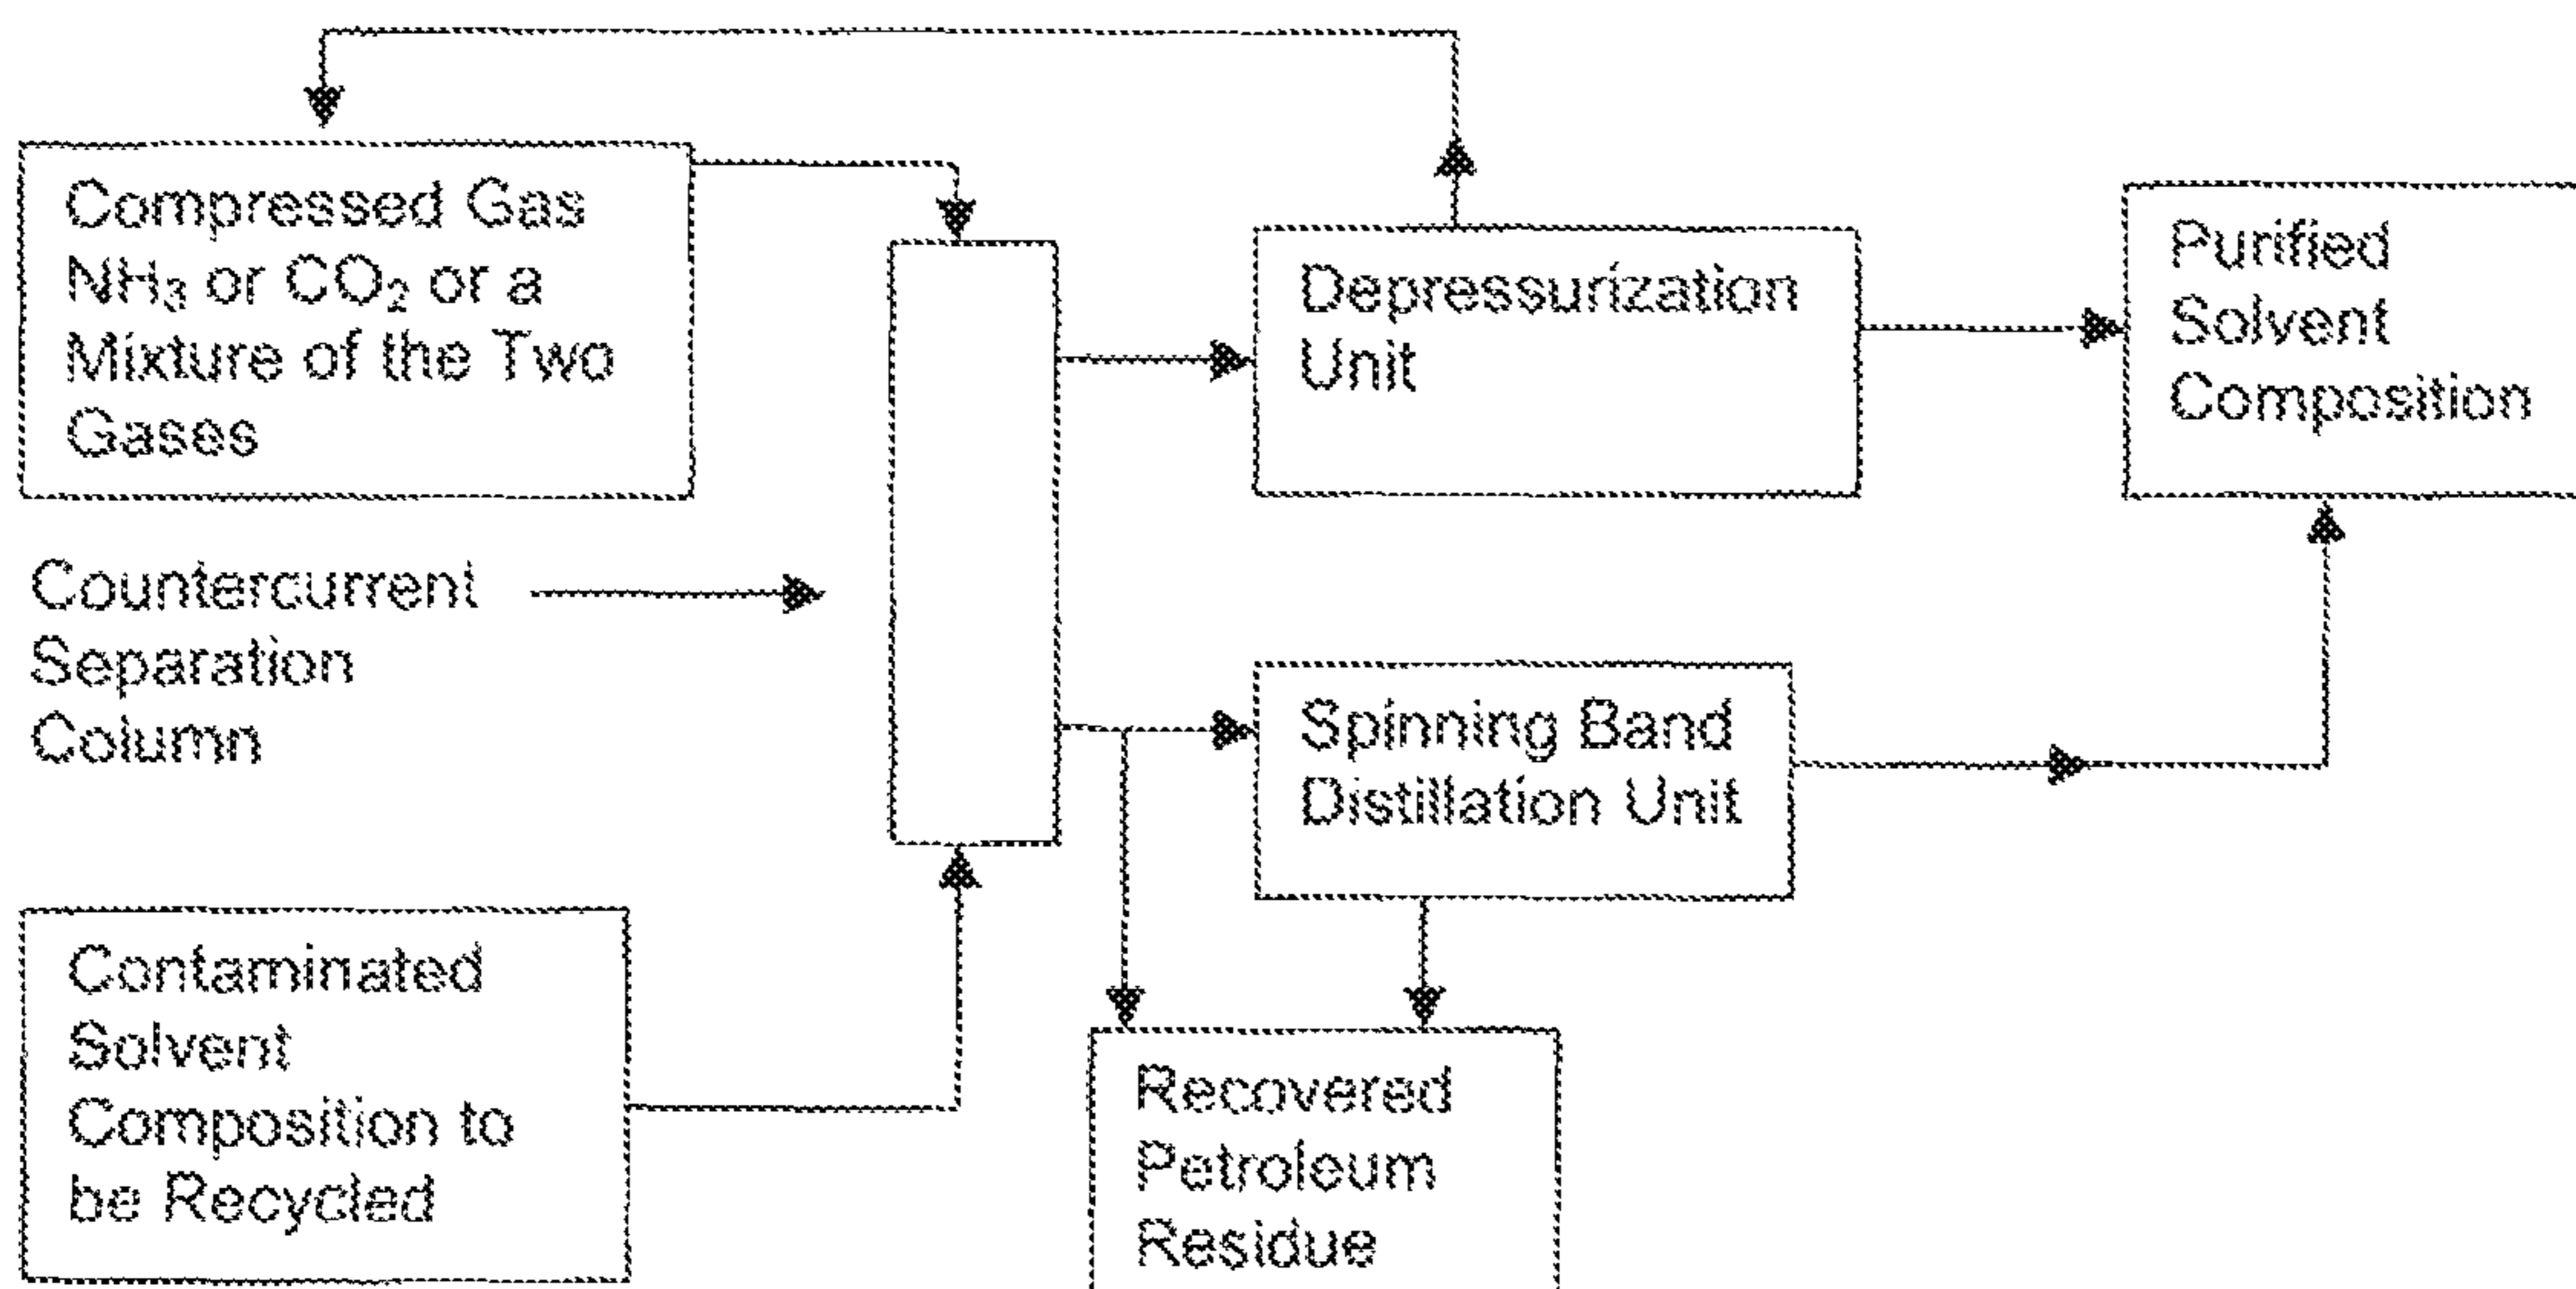 Compressed Gas
NH₃ or CO₂ or a
Mixture of the Two
Gases
Depressurization
Unit
Purified
Solvent
Composition
Countercurrent
Separation
Column
Spinning Band
Distillation Unit
Contaminated
Solvent
Composition to
be Recycled
Recovered
Petroleum
Residue